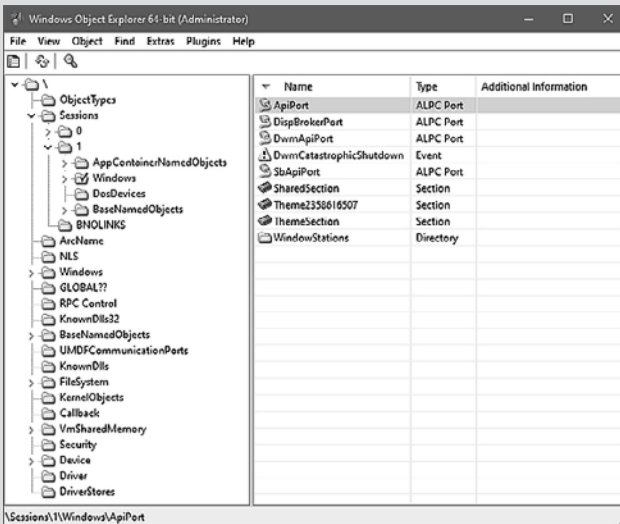 Windows Object Explorer 64-bit (Administrator)
File View Object Find Extras Plugins Help
\
ObjectTypes
Sessions
0
1
AppContainerNamedObjects
Windows
DosDevices
BaseNamedObjects
BNOLINKS
ArcName
NLS
Windows
GLOBAL??
RPC Control
KnownDlls32
BaseNamedObjects
UMDFCommunicationPorts
KnownDlls
FileSystem
KernelObjects
Callback
VmSharedMemory
Security
Device
Driver
DriverStores
Name Type Additional Information
ApiPort ALPC Port
DispBrokerPort ALPC Port
DwmApiPort ALPC Port
DwmCatastrophicShutdown Event
SbApiPort ALPC Port
SharedSection Section
Theme2358616507 Section
ThemeSection Section
WindowStations Directory
\Sessions\1\Windows\ApiPort